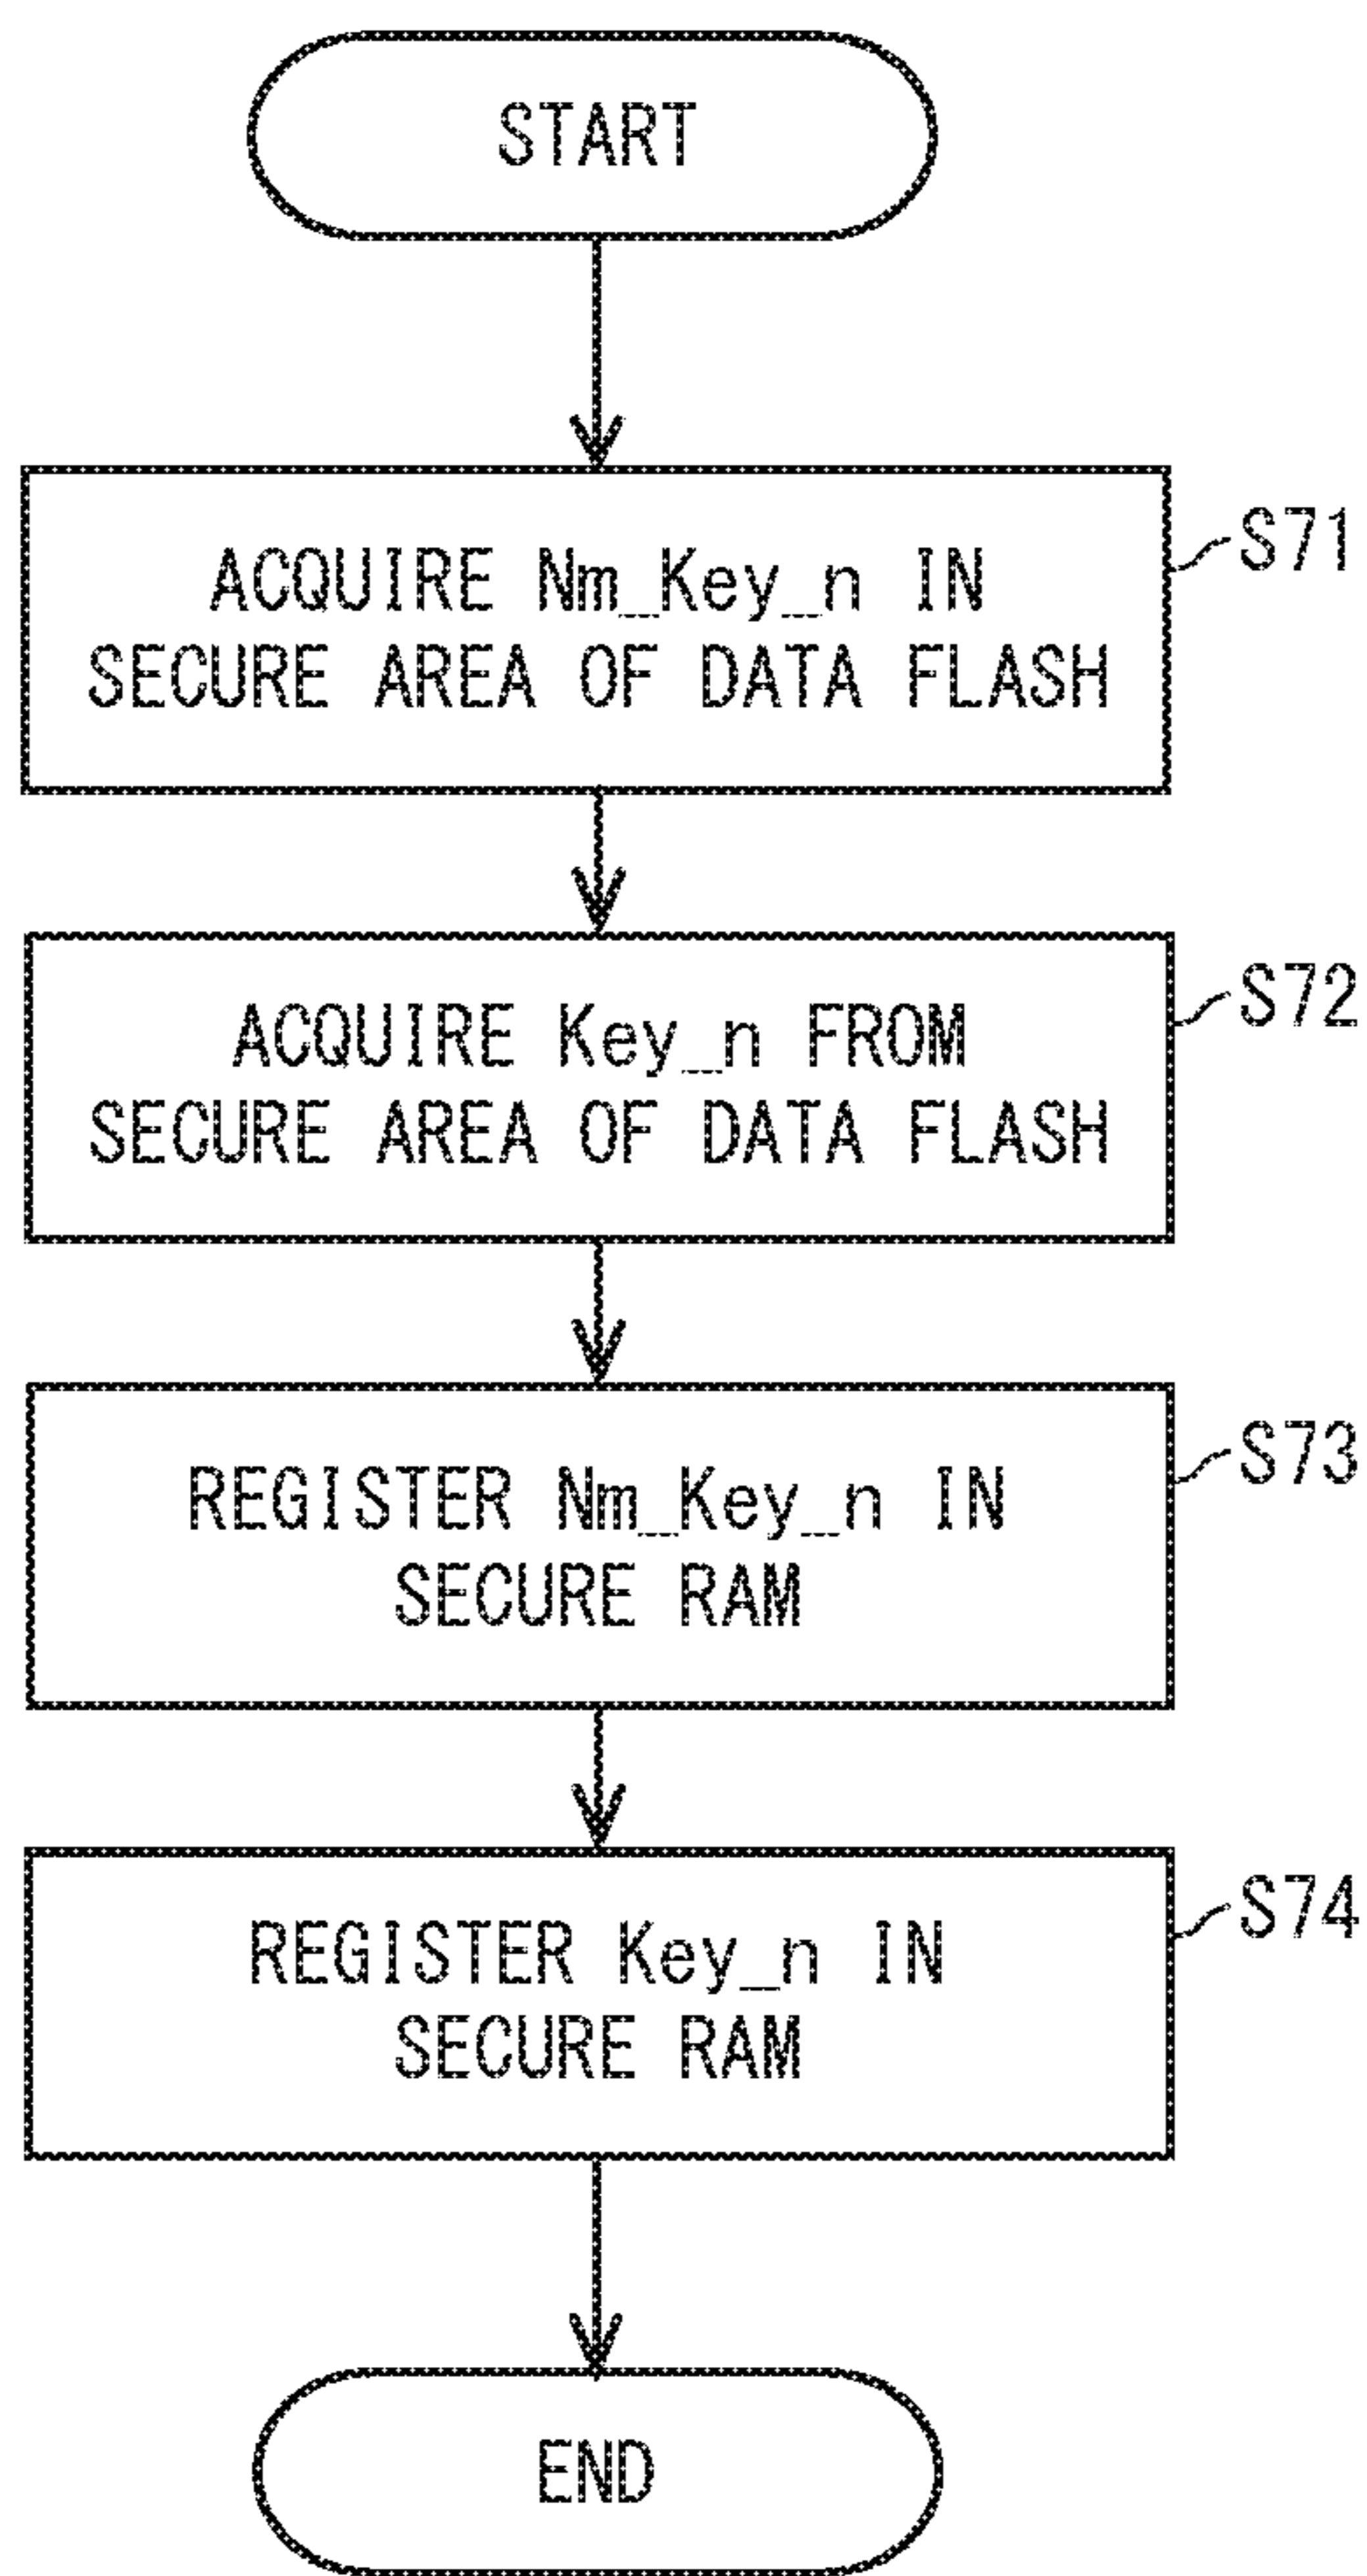 START
ACQUIRE Nm_Key_n IN
SECURE AREA OF DATA FLASH
S71
ACQUIRE Key_n FROM
SECURE AREA OF DATA FLASH
S72
REGISTER Nm_Key_n IN
SECURE RAM
S73
REGISTER Key_n IN
SECURE RAM
S74
END